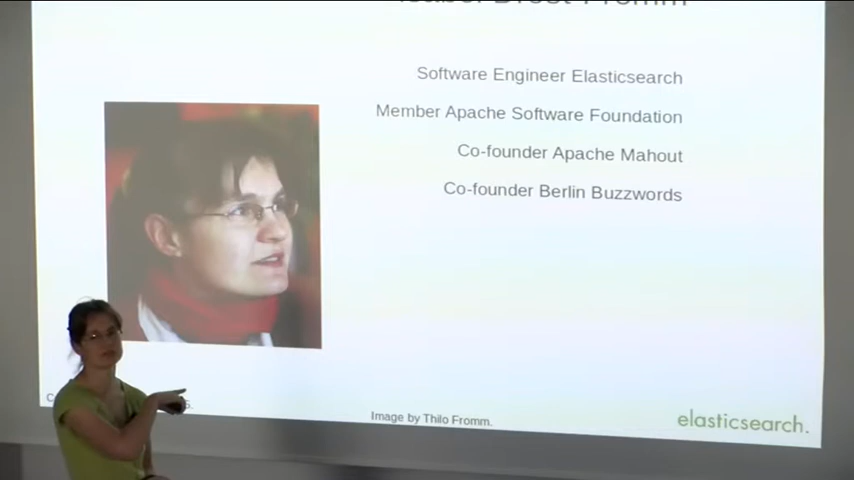 Software Engineer Elasticsearch
Member Apache Software Foundation
Co-founder Apache Mahout
Co-founder Berlin Buzzwords
Image by Thilo Fromm.
elasticsearch.